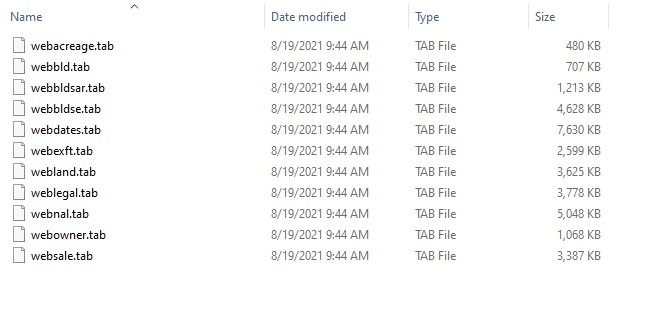 Name Date modified Type Size
webacreage.tab 8/19/2021 9:44 AM TAB File 480 KB
webbld.tab 8/19/2021 9:44 AM TAB File 707 KB
webbldsar.tab 8/19/2021 9:44 AM TAB File 1,213 KB
webbldse.tab 8/19/2021 9:44 AM TAB File 4,628 KB
webdates.tab 8/19/2021 9:44 AM TAB File 7,630 KB
webexft.tab 8/19/2021 9:44 AM TAB File 2,599 KB
webland.tab 8/19/2021 9:44 AM TAB File 3,625 KB
weblegal.tab 8/19/2021 9:44 AM TAB File 3,778 KB
webnal.tab 8/19/2021 9:44 AM TAB File 5,048 KB
webowner.tab 8/19/2021 9:44 AM TAB File 1,068 KB
websale.tab 8/19/2021 9:44 AM TAB File 3,387 KB